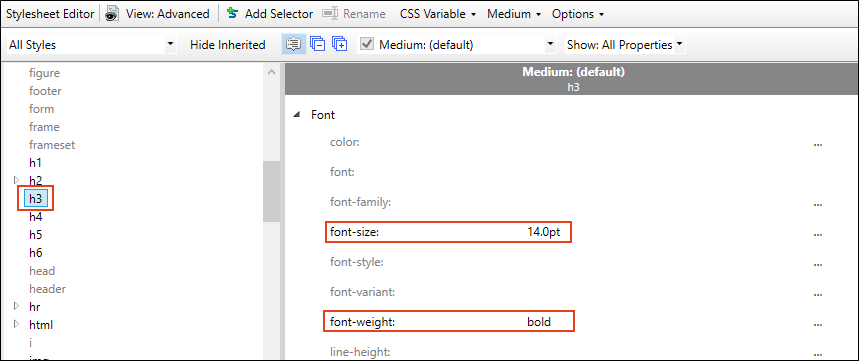 Stylesheet Editor View: Advanced Add Selector Rename CSS Variable Medium Options
All Styles Hide Inherited Medium: (default) Show: All Properties
figure
footer
form
frame
frameset
h1
h2
h3
h4
h5
h6
head
header
hr
html
i
img
Medium: (default)
h3
Font
color: ...
font: ...
font-family: ...
font-size: 14.0pt ...
font-style: ...
font-variant: ...
font-weight: bold ...
line-height: ...